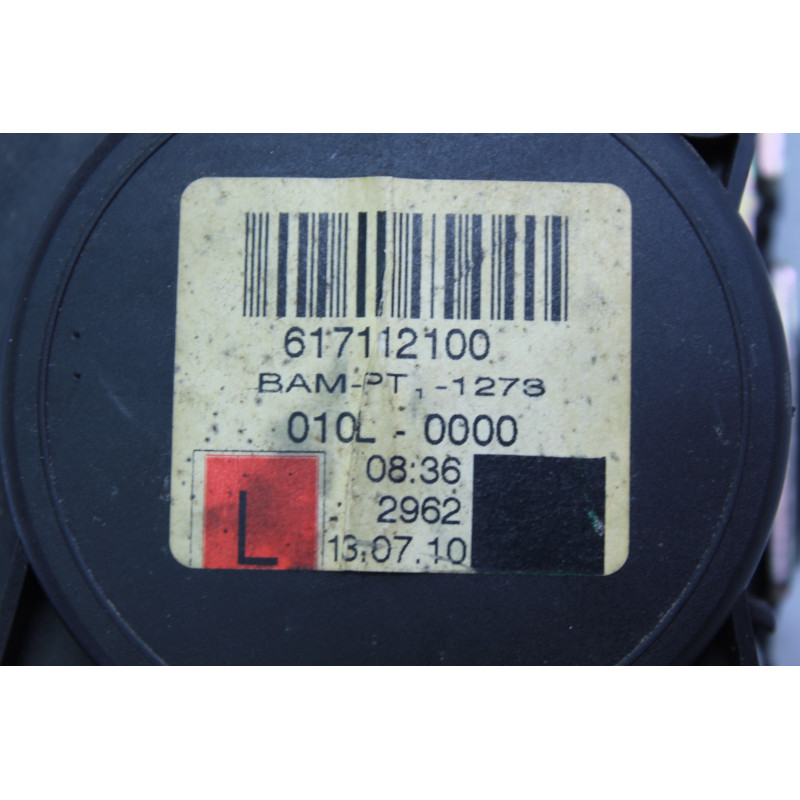 617112100
BAM-PT1-1273
010L - 0000
08:36
2962
L 13.07.10